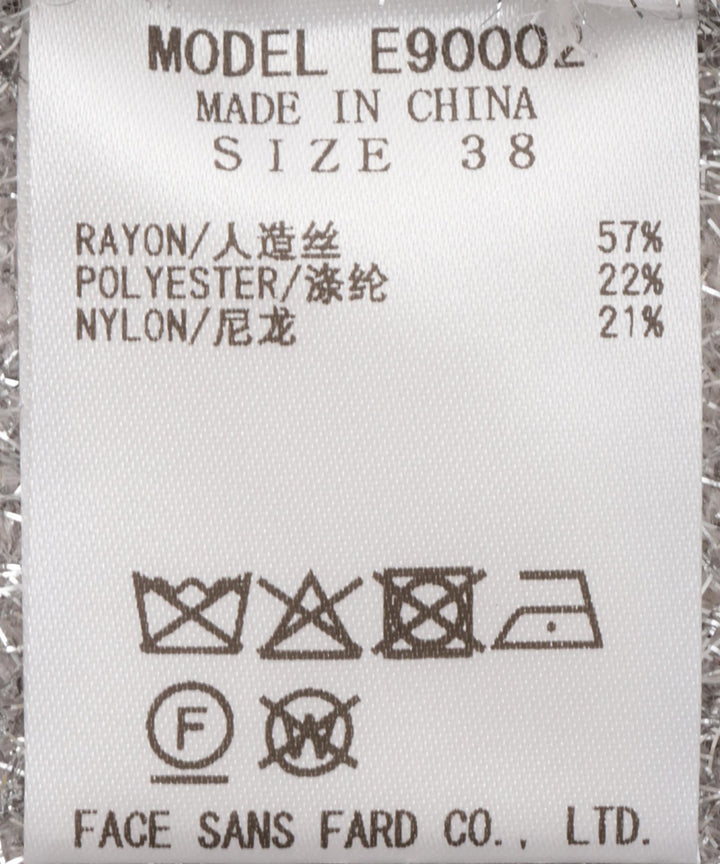 MODEL E90002
MADE IN CHINA
SIZE 38
RAYON/人造丝 57%
POLYESTER/涤纶 22%
NYLON/尼龙 21%
F W
FACE SANS FARD CO., LTD.